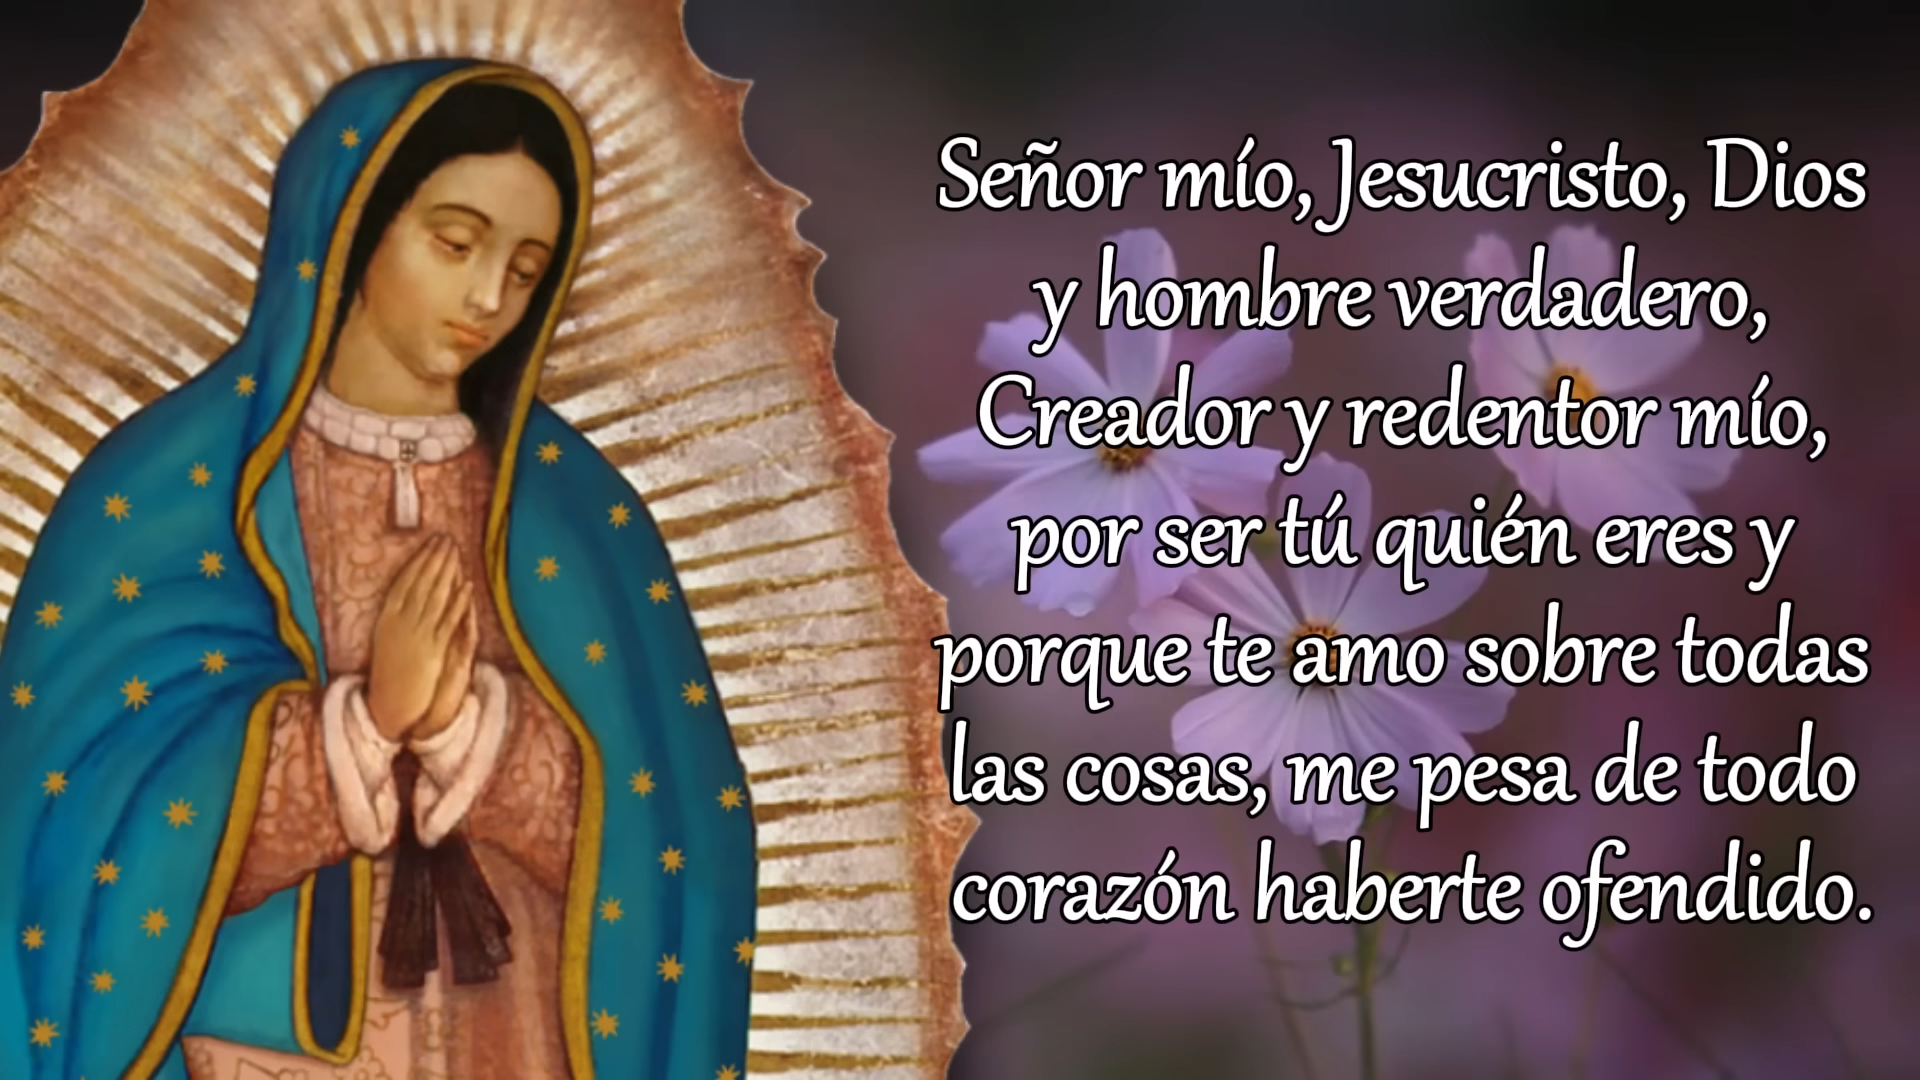 Señor mío, Jesucristo, Dios
y hombre verdadero,
Creador y redentor mío,
por ser tú quién eres y
porque te amo sobre todas
las cosas, me pesa de todo
corazón haberte ofendido.